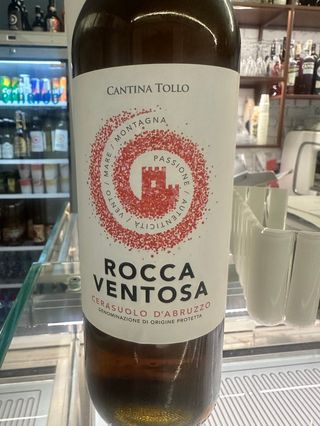 CANTINA TOLLO
PASSIONE / AUTENTICITÀ / VENTO / MARE / MONTAGNA
ROCCA
VENTOSA
CERASUOLO D'ABRUZZO
DENOMINAZIONE DI ORIGINE PROTETTA